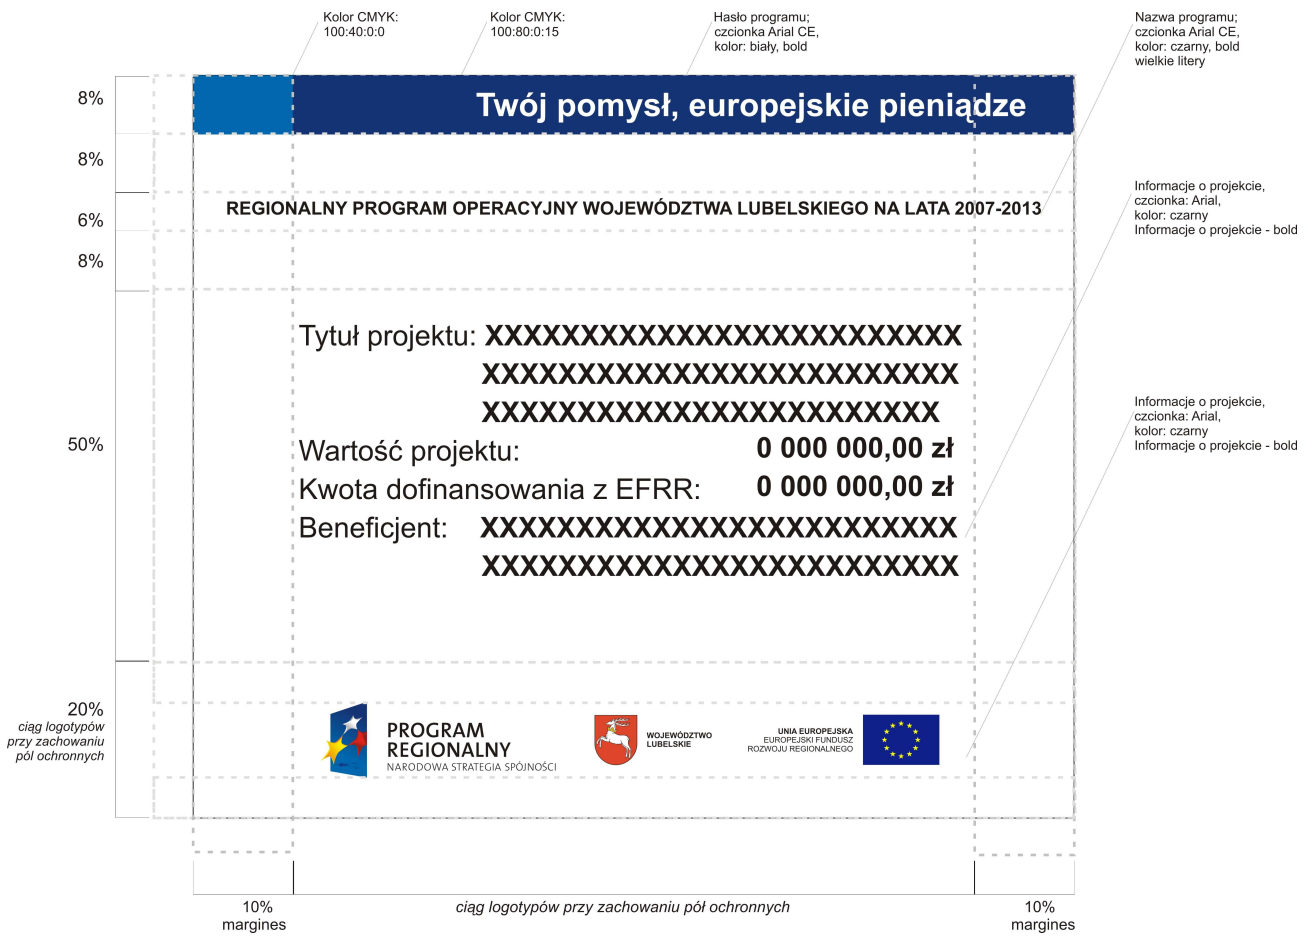 Kolor CMYK:
100:40:0:0
Kolor CMYK:
100:80:0:15
Hasło programu;
czcionka Arial CE,
kolor: biały, bold
Nazwa programu;
czcionka Arial CE,
kolor: czarny, bold
wielkie litery
8%
Twój pomysł, europejskie pieniądze
8%
6%
REGIONALNY PROGRAM OPERACYJNY WOJEWÓDZTWA LUBELSKIEGO NA LATA 2007-2013
Informacje o projekcie,
czcionka: Arial,
kolor: czarny
Informacje o projekcie - bold
8%
Tytuł projektu: XXXXXXXXXXXXXXXXXXXXXXXXX
XXXXXXXXXXXXXXXXXXXXXXXXX
XXXXXXXXXXXXXXXXXXXXXXXX
Wartość projektu: 0 000 000,00 zł
Kwota dofinansowania z EFRR: 0 000 000,00 zł
Beneficjent: XXXXXXXXXXXXXXXXXXXXXXXXX
XXXXXXXXXXXXXXXXXXXXXXXXX
50%
Informacje o projekcie,
czcionka: Arial,
kolor: czarny
Informacje o projekcie - bold
20%
ciąg logotypów
przy zachowaniu
pól ochronnych
PROGRAM
REGIONALNY
NARODOWA STRATEGIA SPÓJNOŚCI
WOJEWÓDZTWO
LUBELSKIE
UNIA EUROPEJSKA
EUROPEJSKI FUNDUSZ
ROZWOJU REGIONALNEGO
10%
margines
ciąg logotypów przy zachowaniu pól ochronnych
10%
margines